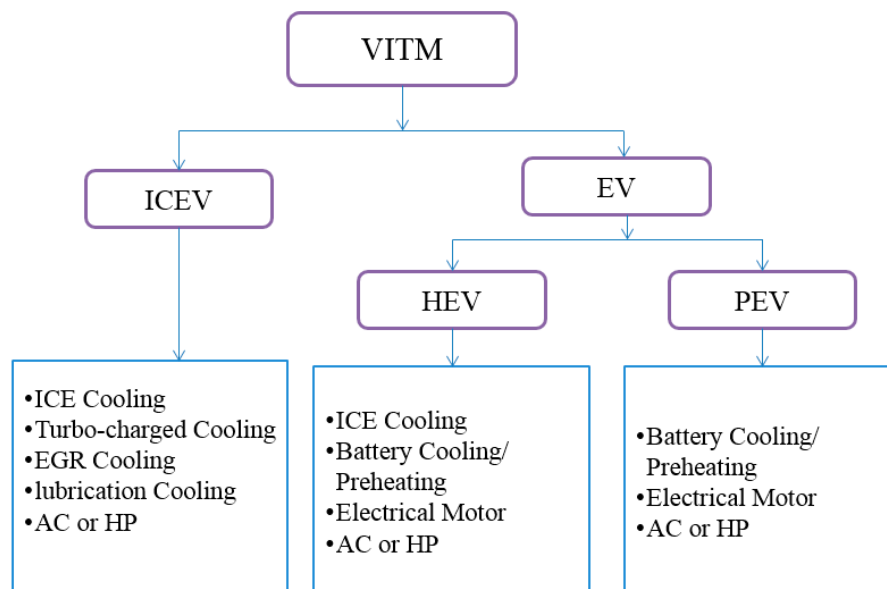 VITM
ICEV
EV
HEV
PEV
•ICE Cooling
•Turbo-charged Cooling
•EGR Cooling
•lubrication Cooling
•AC or HP
•ICE Cooling
•Battery Cooling/
Preheating
•Electrical Motor
•AC or HP
•Battery Cooling/
Preheating
•Electrical Motor
•AC or HP